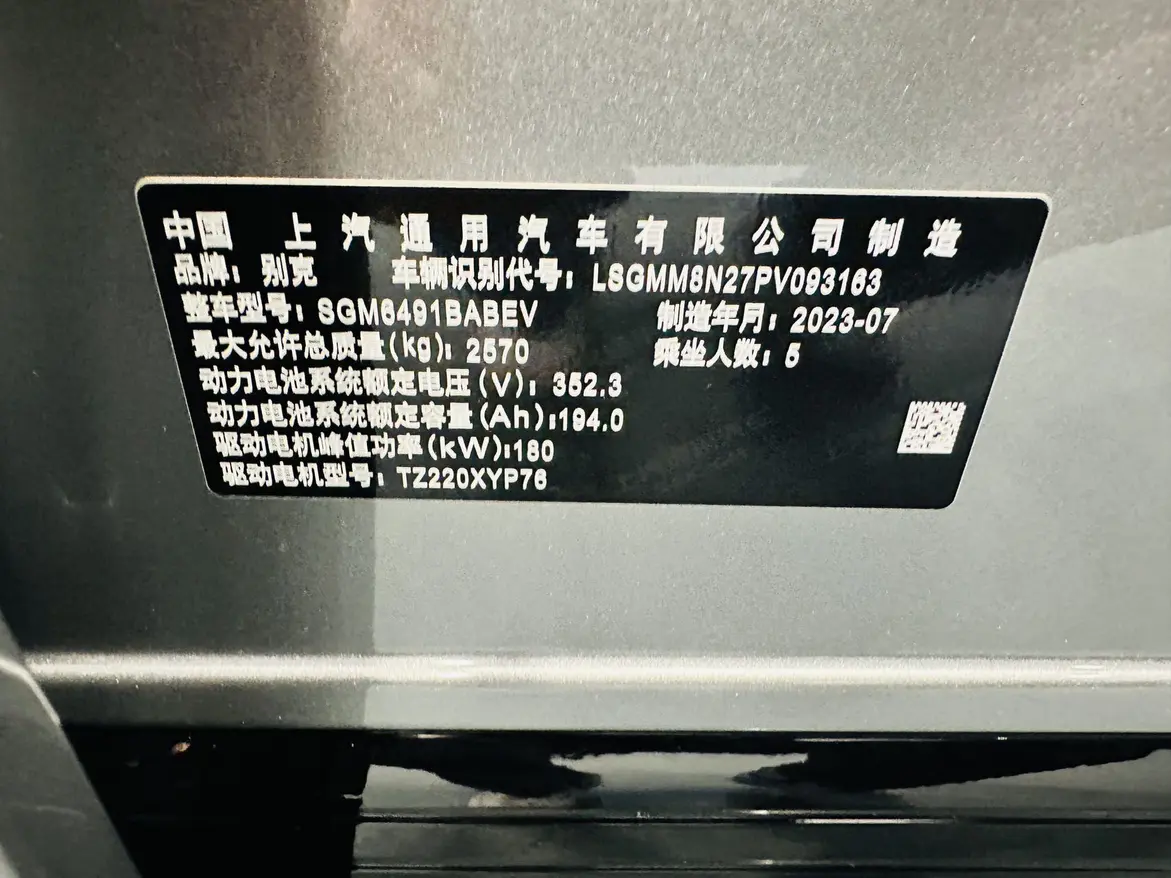 中国 上汽通用汽车有限公司制造
品牌：别克 车辆识别代号：LSGMM8N27PV093163
整车型号：SGM6491BABEV 制造年月：2023-07
最大允许总质量(kg)：2570 乘坐人数：5
动力电池系统额定电压(V)：352.3
动力电池系统额定容量(Ah)：194.0
驱动电机峰值功率(kW)：180
驱动电机型号：TZ220XYP76